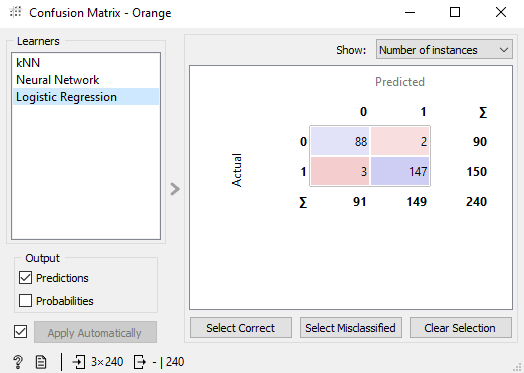 Confusion Matrix - Orange
Learners
kNN
Neural Network
Logistic Regression
Output
Predictions
Probabilities
Apply Automatically
Show: Number of instances
Predicted
0 1 Σ
Actual
0 88 2 90
1 3 147 150
Σ 91 149 240
Select Correct Select Misclassified Clear Selection
? 3×240 - | 240